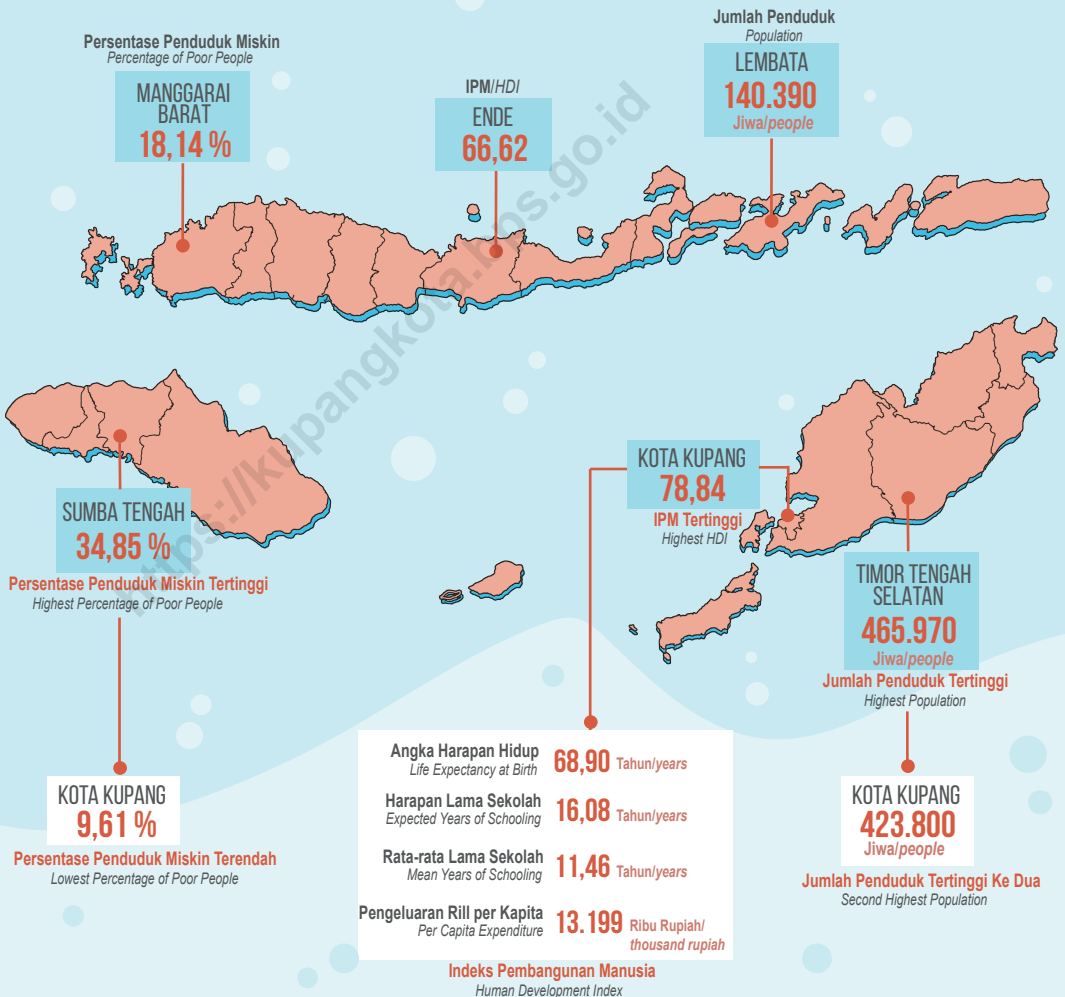 Persentase Penduduk Miskin
Percentage of Poor People
MANGGARAI
BARAT
18,14 %
IPM/HDI
ENDE
66,62
Jumlah Penduduk
Population
LEMBATA
140.390
Jiwa/people
https://kupangkota.bps.go.id
SUMBA TENGAH
34,85 %
Persentase Penduduk Miskin Tertinggi
Highest Percentage of Poor People
KOTA KUPANG
78,84
IPM Tertinggi
Highest HDI
TIMOR TENGAH
SELATAN
465.970
Jiwa/people
Jumlah Penduduk Tertinggi
Highest Population
KOTA KUPANG
9,61 %
Persentase Penduduk Miskin Terendah
Lowest Percentage of Poor People
Angka Harapan Hidup
Life Expectancy at Birth
68,90 Tahun/years
Harapan Lama Sekolah
Expected Years of Schooling
16,08 Tahun/years
Rata-rata Lama Sekolah
Mean Years of Schooling
11,46 Tahun/years
Pengeluaran Rill per Kapita
Per Capita Expenditure
13.199 Ribu Rupiah/
thousand rupiah
Indeks Pembangunan Manusia
Human Development Index
KOTA KUPANG
423.800
Jiwa/people
Jumlah Penduduk Tertinggi Ke Dua
Second Highest Population